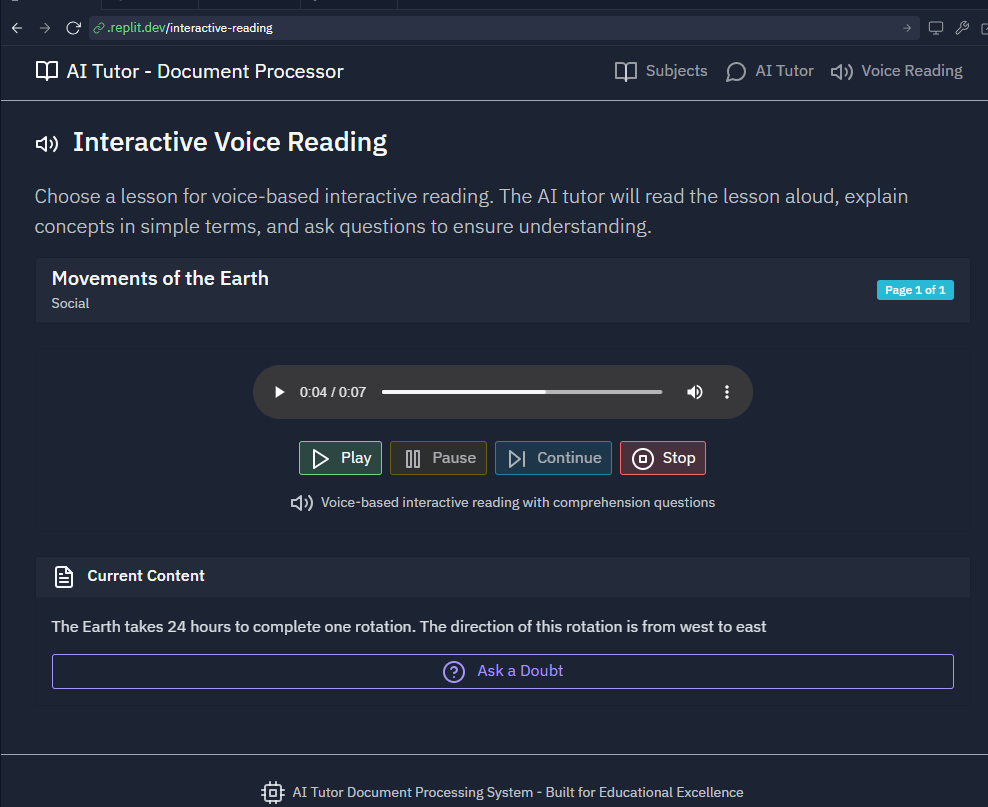 .replit.dev/interactive-reading
AI Tutor - Document Processor
Subjects
AI Tutor
Voice Reading
Interactive Voice Reading
Choose a lesson for voice-based interactive reading. The AI tutor will read the lesson aloud, explain
concepts in simple terms, and ask questions to ensure understanding.
Movements of the Earth
Social
Page 1 of 1
0:04 / 0:07
Play
Pause
Continue
Stop
Voice-based interactive reading with comprehension questions
Current Content
The Earth takes 24 hours to complete one rotation. The direction of this rotation is from west to east
Ask a Doubt
AI Tutor Document Processing System - Built for Educational Excellence